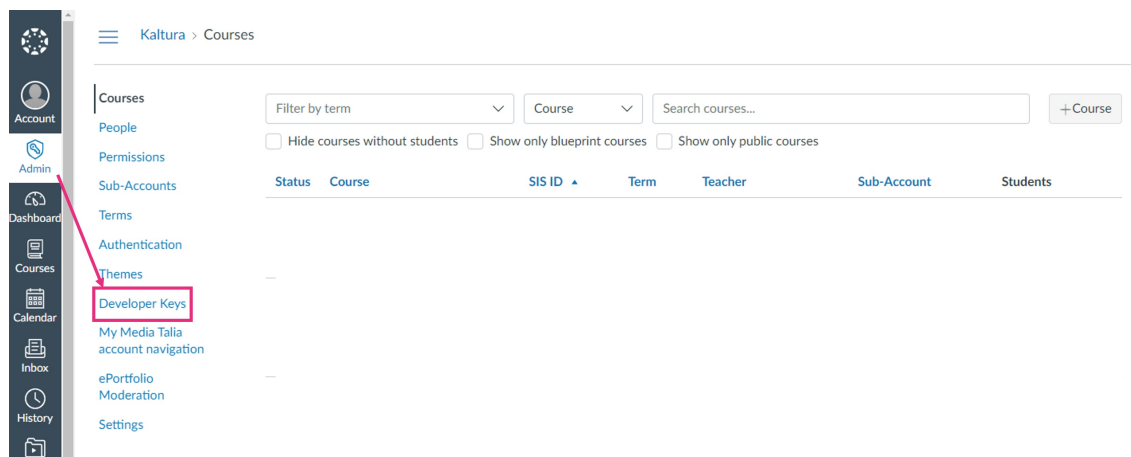 Kaltura > Courses
Account
Admin
Dashboard
Courses
Calendar
Inbox
History
Courses
People
Permissions
Sub-Accounts
Terms
Authentication
Themes
Developer Keys
My Media Talia
account navigation
ePortfolio
Moderation
Settings
Filter by term Course Search courses... +Course
Hide courses without students Show only blueprint courses Show only public courses
Status Course SIS ID ▲ Term Teacher Sub-Account Students